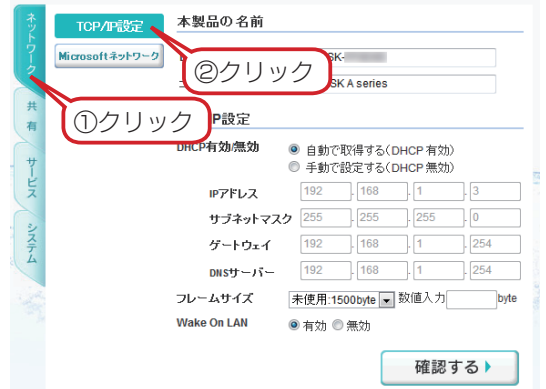 ネットワーク
共有
サービス
システム
TCP/IP設定
Microsoftネットワーク
①クリック
②クリック
本製品の名前
SK-
SK A series
P設定
DHCP有効/無効
自動で取得する(DHCP 有効)
手動で設定する(DHCP 無効)
IPアドレス 192 . 168 . 1 . 3
サブネットマスク 255 . 255 . 255 . 0
ゲートウェイ 192 . 168 . 1 . 254
DNSサーバー 192 . 168 . 1 . 254
フレームサイズ 未使用:1500byte 数値入力 byte
Wake On LAN 有効 無効
確認する